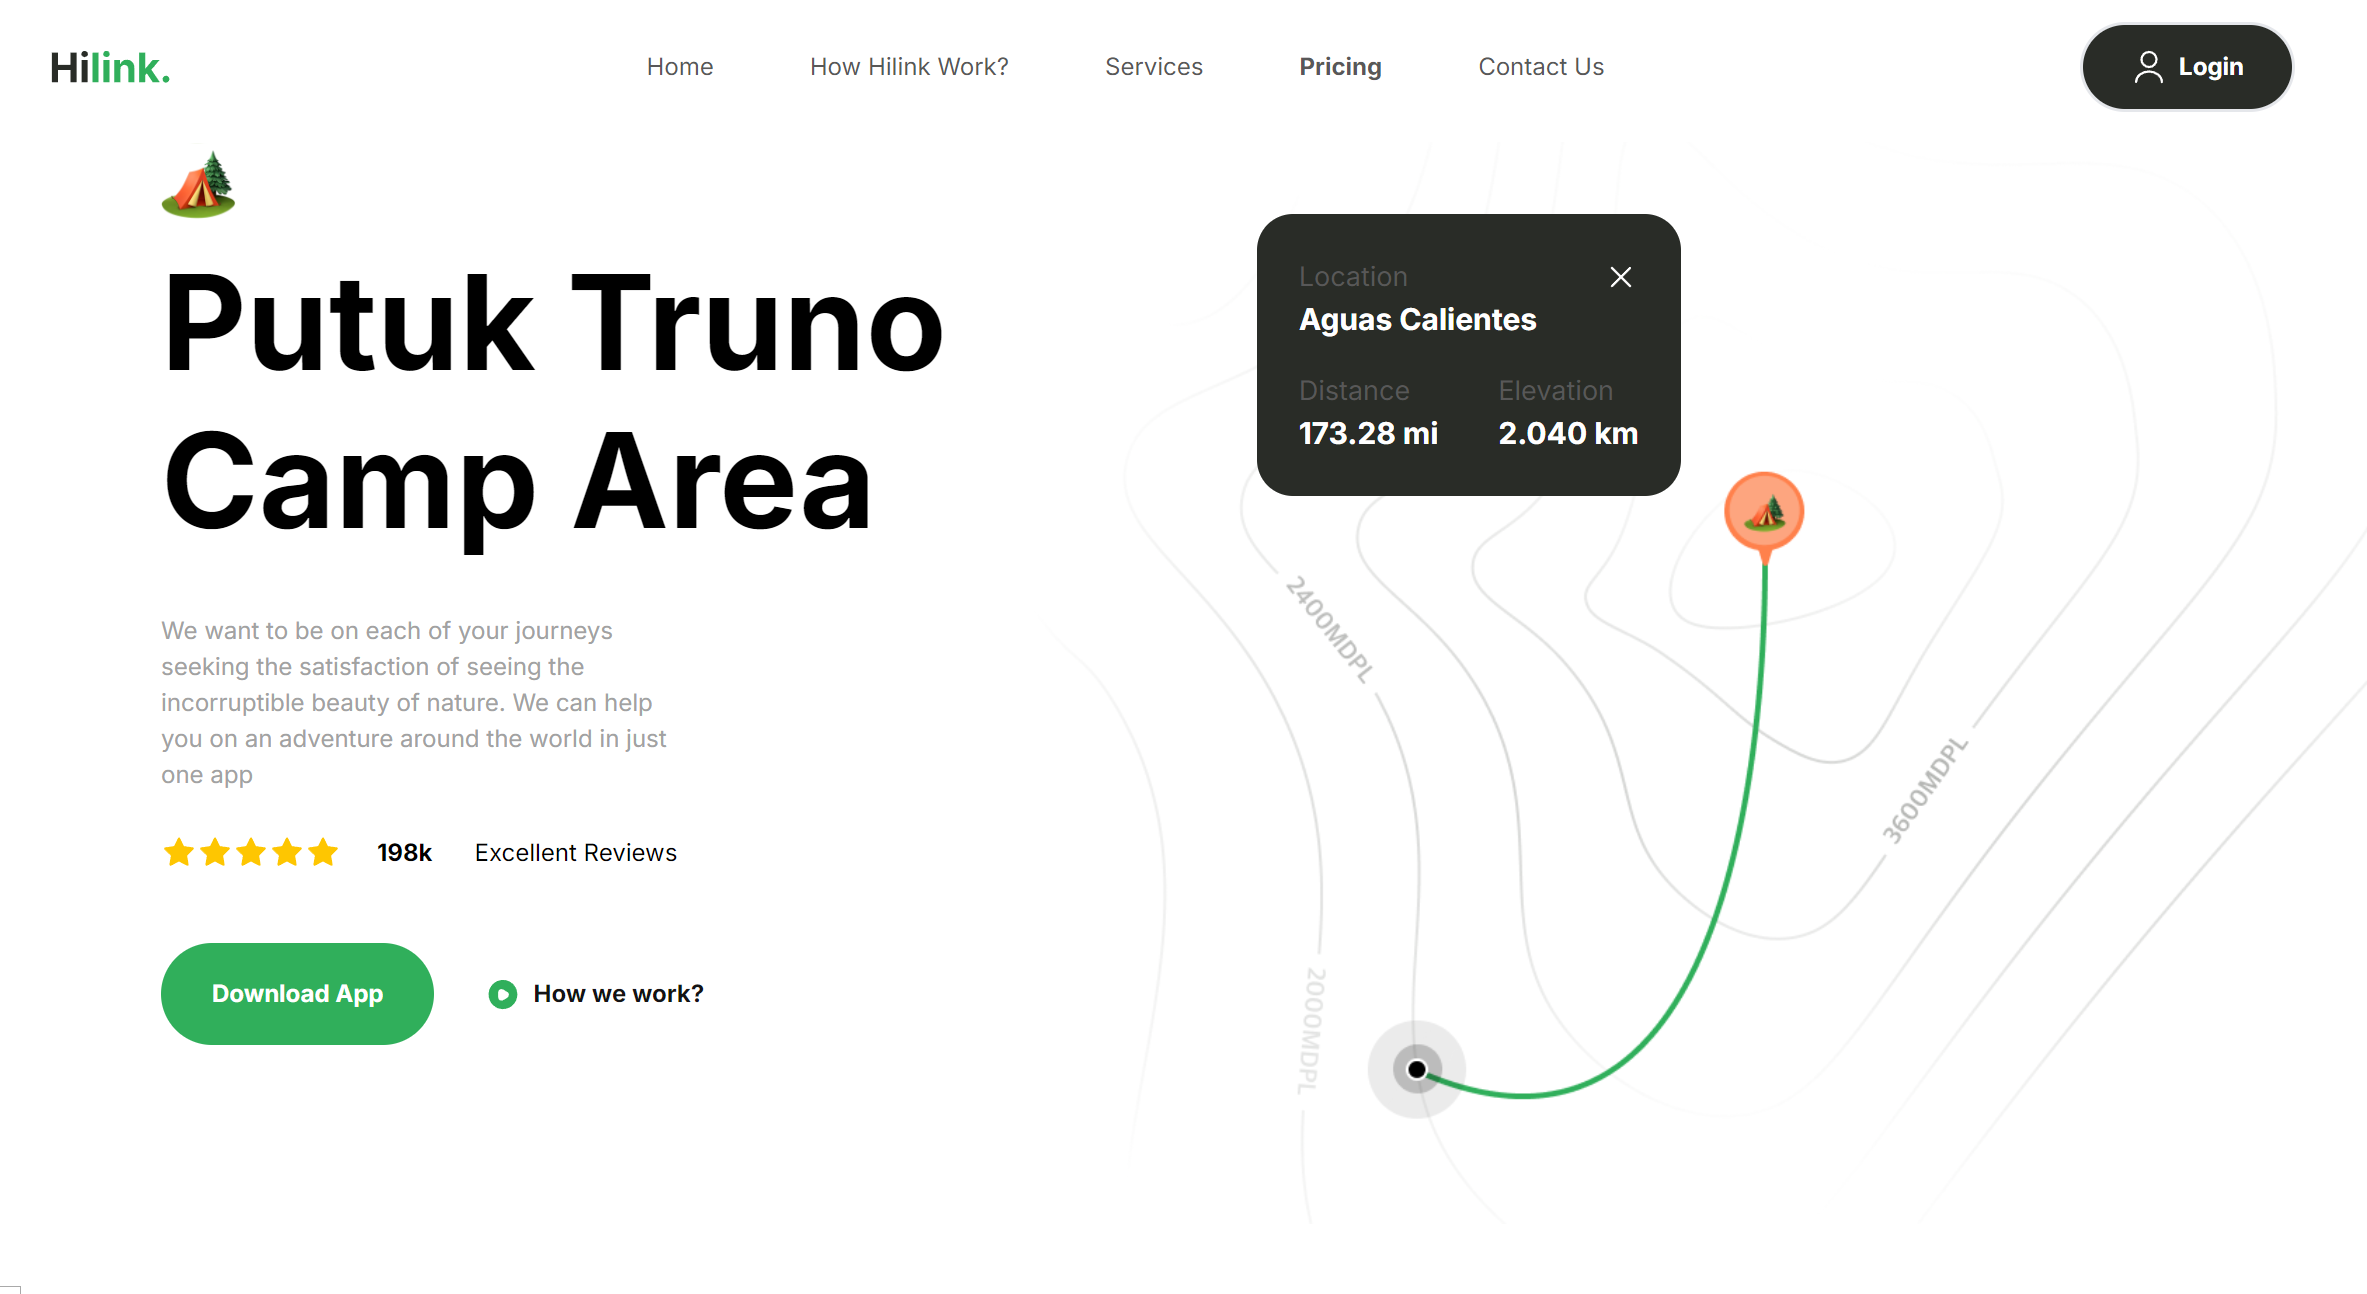 Hilink.
Home
How Hilink Work?
Services
Pricing
Contact Us
Login
Putuk Truno
Camp Area
We want to be on each of your journeys
seeking the satisfaction of seeing the
incorruptible beauty of nature. We can help
you on an adventure around the world in just
one app
198k Excellent Reviews
Download App
How we work?
Location
Aguas Calientes
Distance Elevation
173.28 mi 2.040 km
2400MDPL
3600MDPL
2000MDPL